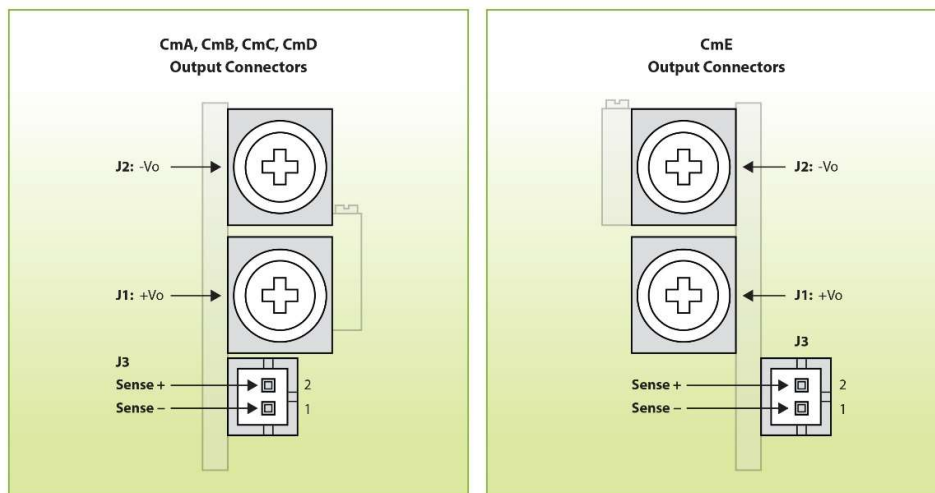 CmA, CmB, CmC, CmD
Output Connectors
J2: -Vo
J1: +Vo
J3
Sense +
2
Sense –
1
CmE
Output Connectors
J2: -Vo
J1: +Vo
J3
Sense +
2
Sense –
1